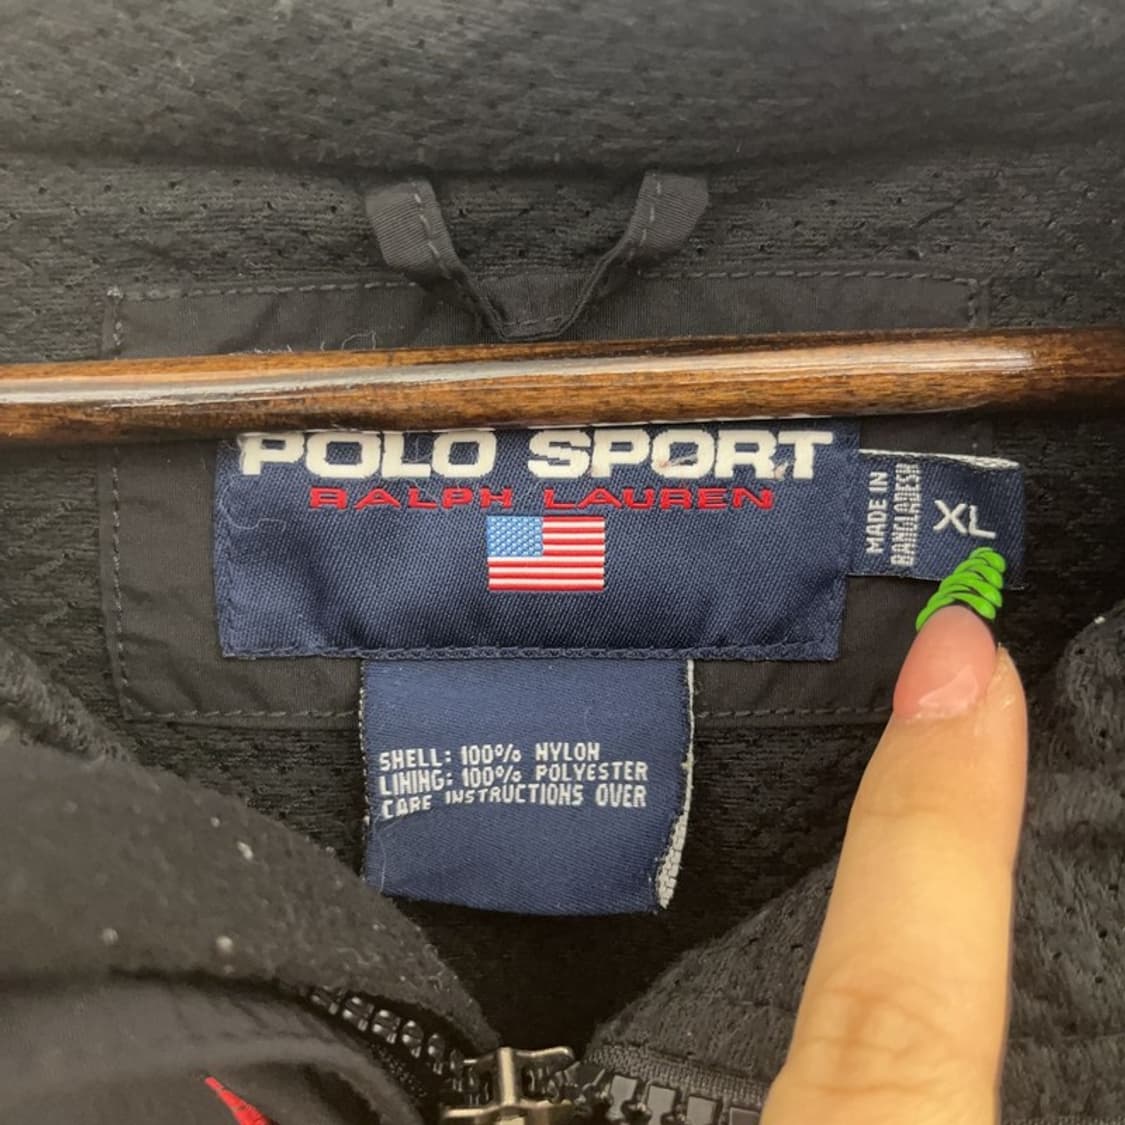 POLO SPORT
RALPH LAUREN
MADE IN
BANGLADESH
XL
SHELL: 100% NYLON
LINING: 100% POLYESTER
CARE INSTRUCTIONS OVER